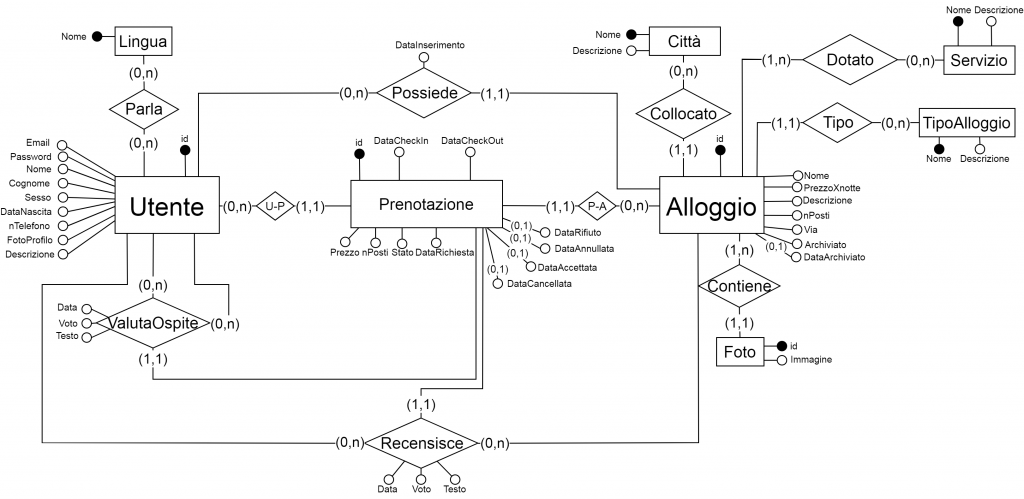 Nome Descrizione
Servizio
(1,n) Dotato (0,n)
Nome Lingua
(0,n)
Parla
(0,n)
DataInserimento
(0,n) Possiede (1,1)
Nome
Descrizione
Città
(0,n)
Collocato
(1,1)
(1,1) Tipo (0,n)
TipoAlloggio
Nome Descrizione
Email
Password
Nome
Cognome
Sesso
DataNascita
nTelefono
FotoProfilo
Descrizione
id
Utente
(0,n) U-P (1,1)
id
DataCheckIn
DataCheckOut
Prenotazione
Prezzo nPosti Stato DataRichiesta
(0,1) DataRifiuto
(0,1) DataAnnullata
(0,1) DataAccettata
(0,1) DataCancellata
(1,1) P-A (0,n)
id
Alloggio
Nome
PrezzoXnotte
Descrizione
nPosti
Via
Archiviato
(0,1) DataArchiviato
(1,n)
Contiene
(1,1)
Foto
id
Immagine
(0,n)
Data
Voto
Testo
ValutaOspite (0,n)
(1,1)
(1,1)
(0,n) Recensisce (0,n)
Data Voto Testo